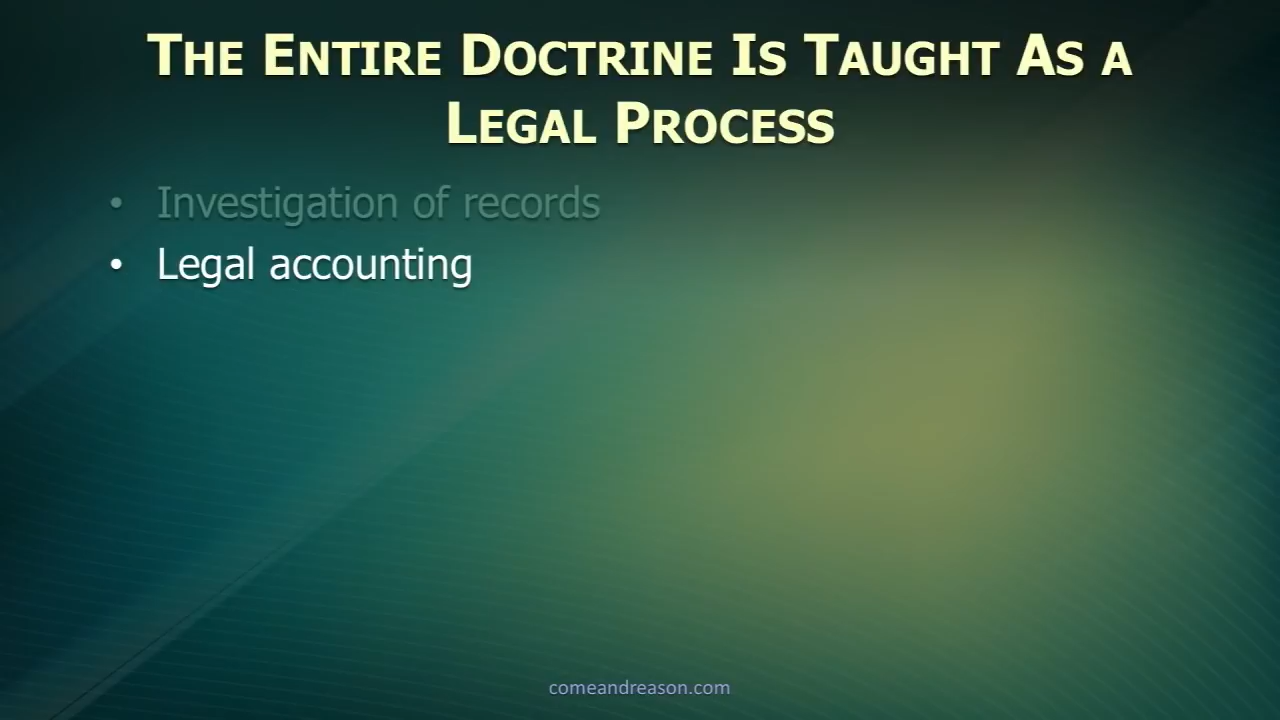 The Entire Doctrine Is Taught As a
Legal Process
• Investigation of records
• Legal accounting
comeandreason.com